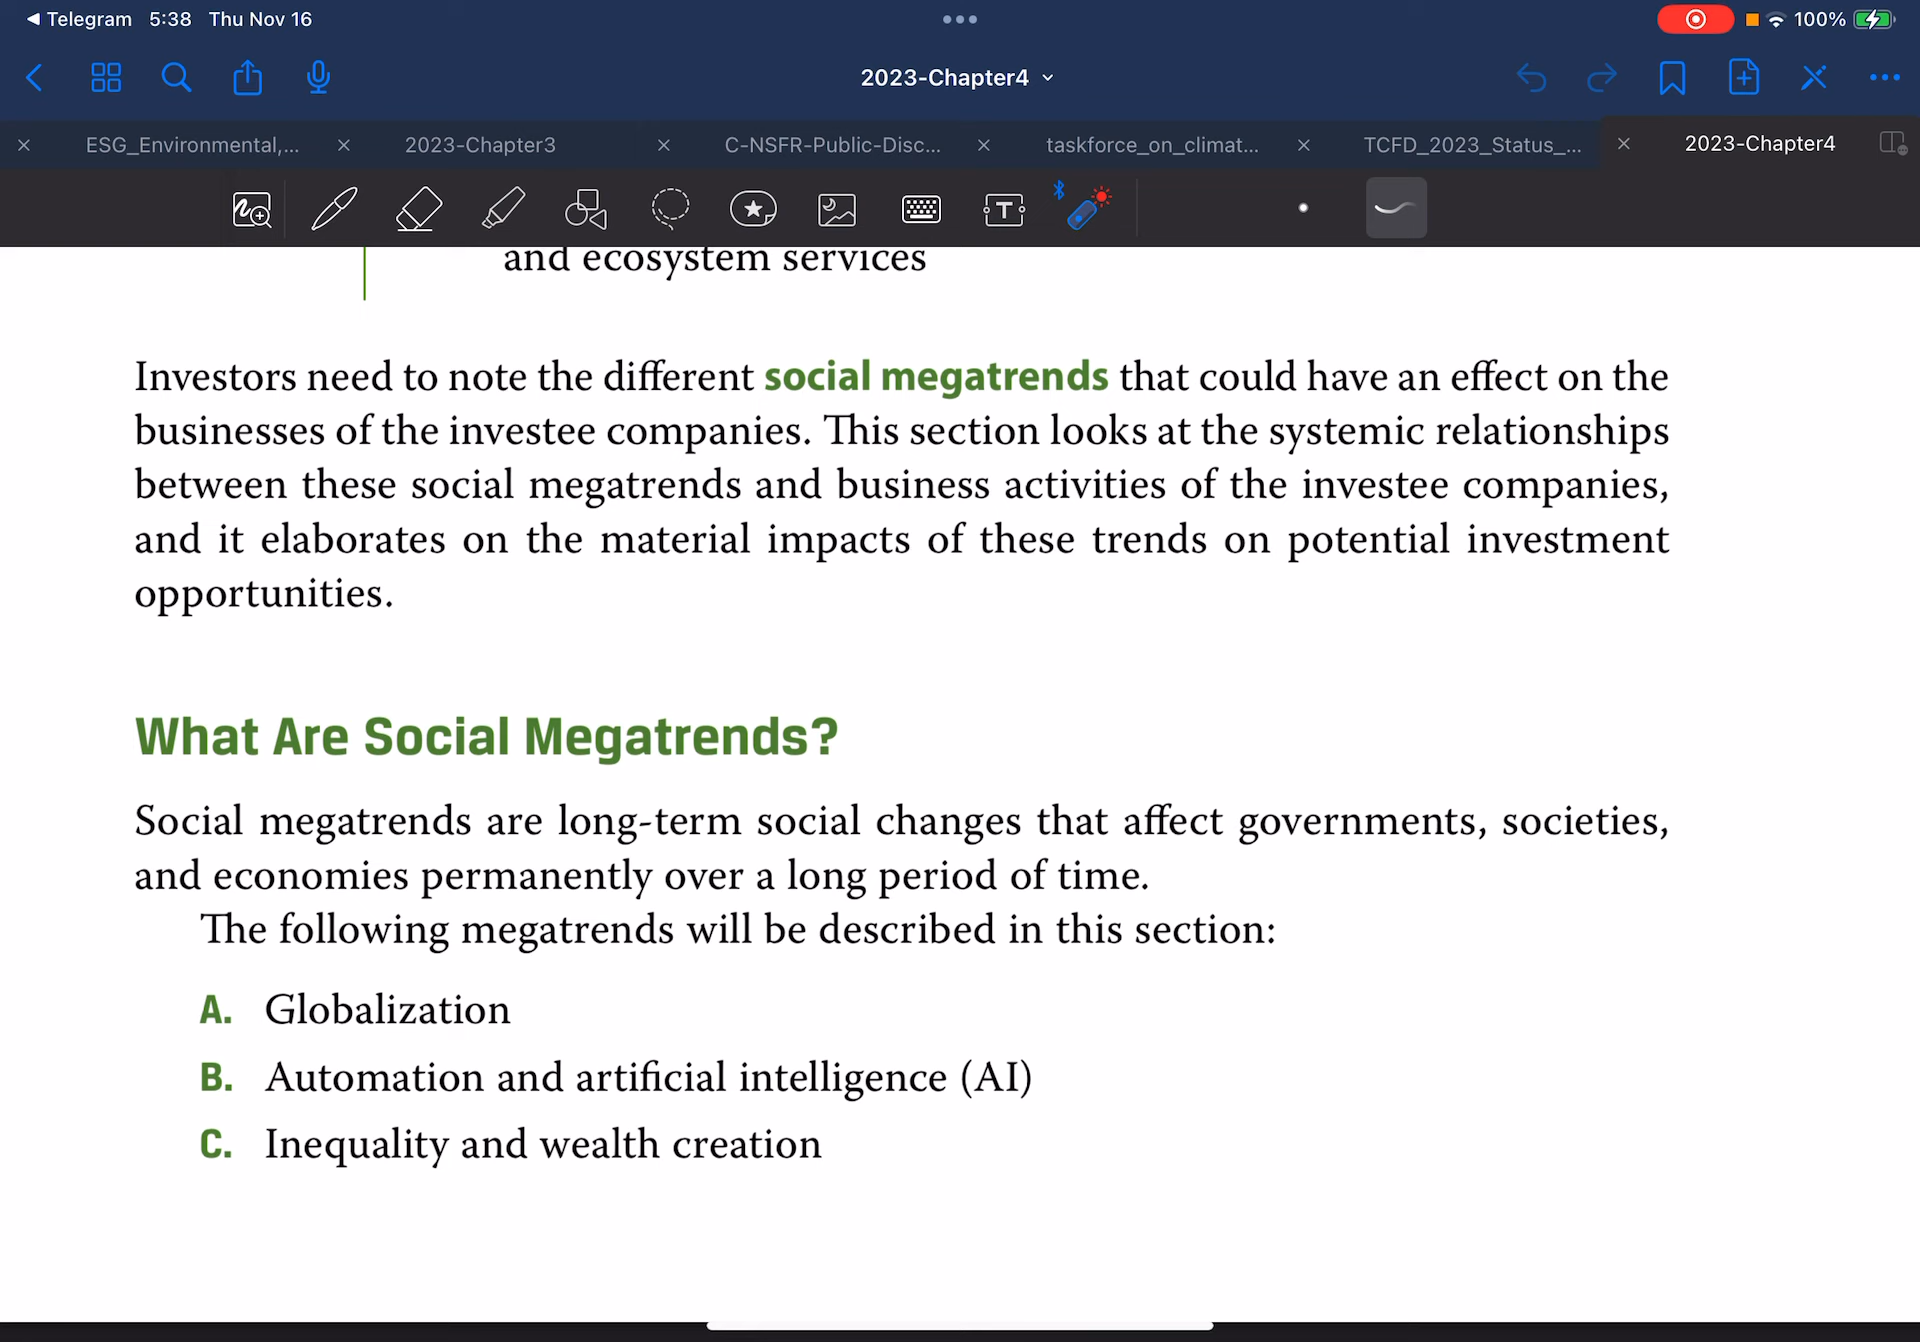 Telegram 5:38 Thu Nov 16
100%
2023-Chapter4
ESG_Environmental,... 2023-Chapter3 C-NSFR-Public-Disc... taskforce_on_climat... TCFD_2023_Status_... 2023-Chapter4
and ecosystem services
Investors need to note the different social megatrends that could have an effect on the
businesses of the investee companies. This section looks at the systemic relationships
between these social megatrends and business activities of the investee companies,
and it elaborates on the material impacts of these trends on potential investment
opportunities.
What Are Social Megatrends?
Social megatrends are long-term social changes that affect governments, societies,
and economies permanently over a long period of time.
The following megatrends will be described in this section:
A. Globalization
B. Automation and artificial intelligence (AI)
C. Inequality and wealth creation